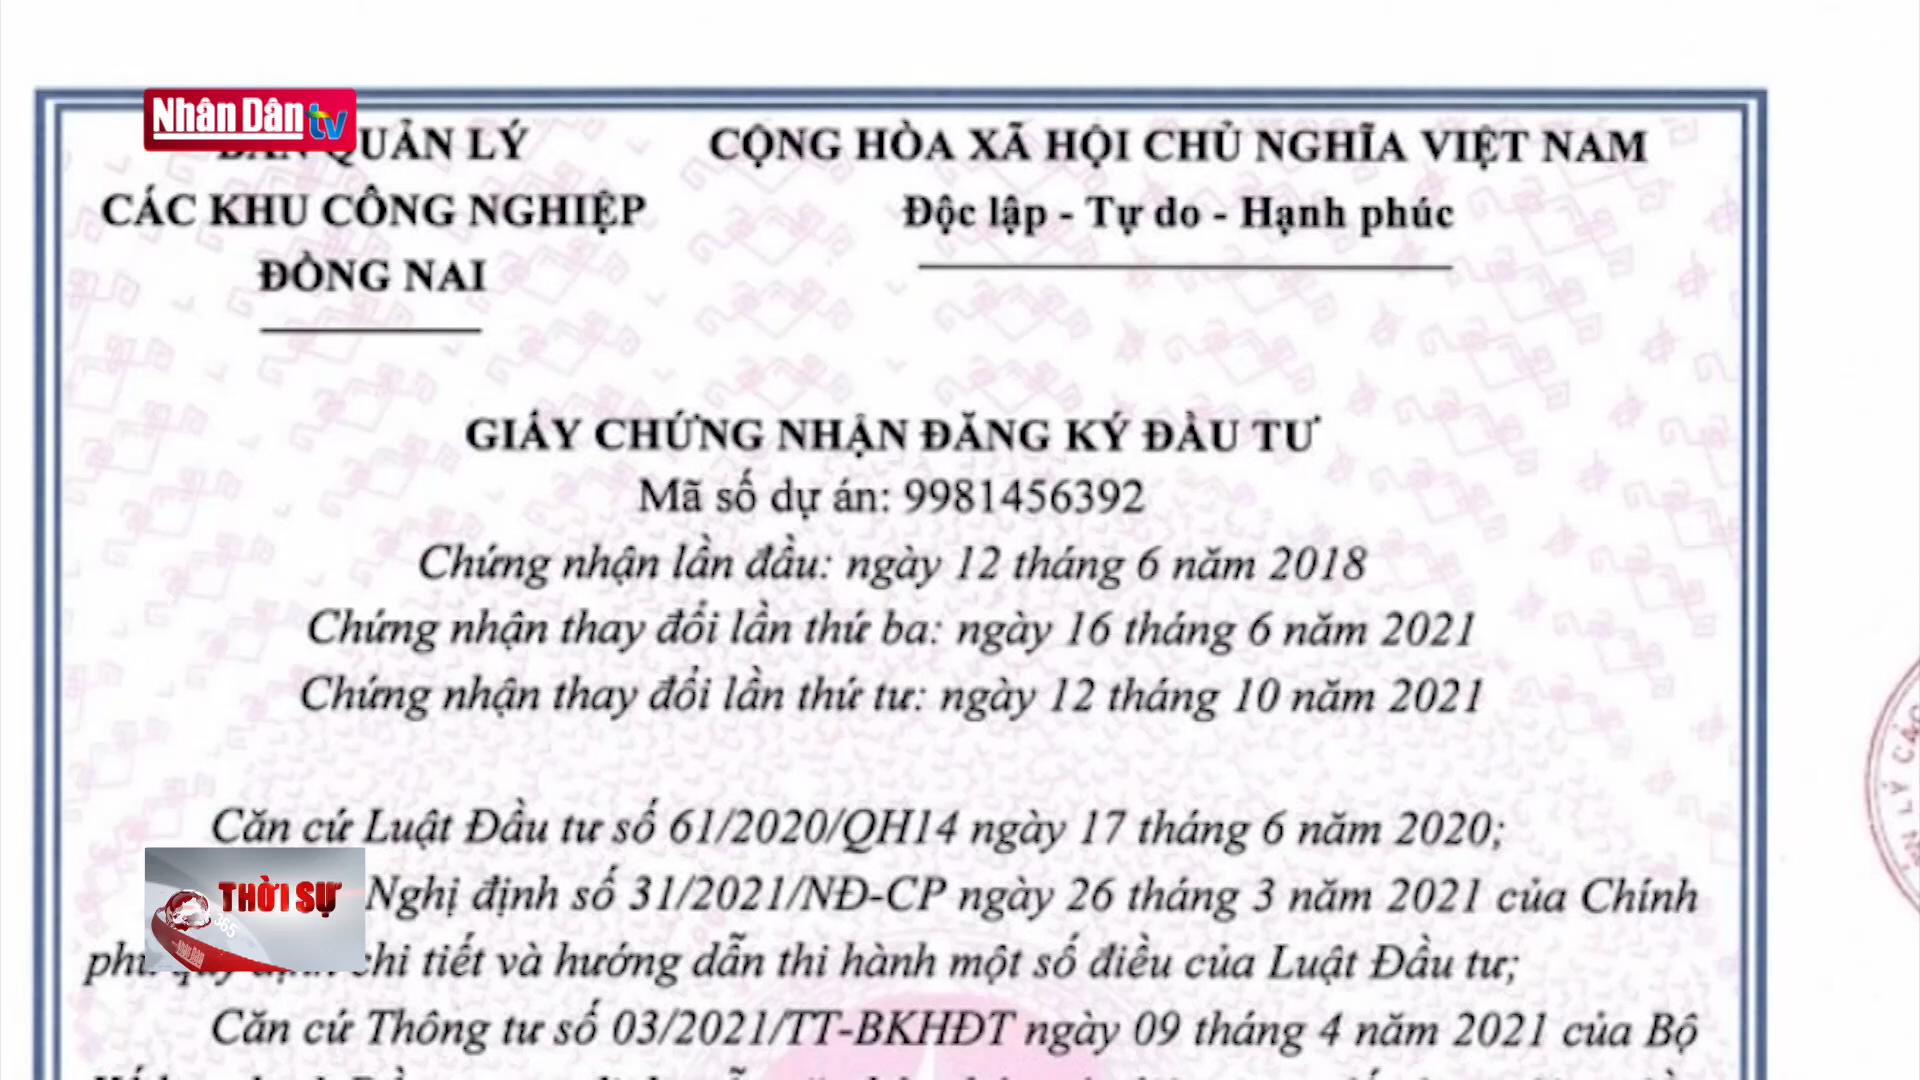 Nhân Dân tv
QUẢN LÝ
CÁC KHU CÔNG NGHIỆP
ĐỒNG NAI
CỘNG HÒA XÃ HỘI CHỦ NGHĨA VIỆT NAM
Độc lập - Tự do - Hạnh phúc
GIẤY CHỨNG NHẬN ĐĂNG KÝ ĐẦU TƯ
Mã số dự án: 9981456392
Chứng nhận lần đầu: ngày 12 tháng 6 năm 2018
Chứng nhận thay đổi lần thứ ba: ngày 16 tháng 6 năm 2021
Chứng nhận thay đổi lần thứ tư: ngày 12 tháng 10 năm 2021
Căn cứ Luật Đầu tư số 61/2020/QH14 ngày 17 tháng 6 năm 2020;
Nghị định số 31/2021/NĐ-CP ngày 26 tháng 3 năm 2021 của Chính
chi tiết và hướng dẫn thi hành một số điều của Luật Đầu tư;
Căn cứ Thông tư số 03/2021/TT-BKHĐT ngày 09 tháng 4 năm 2021 của Bộ
THỜI SỰ
365
LÝ CÁC